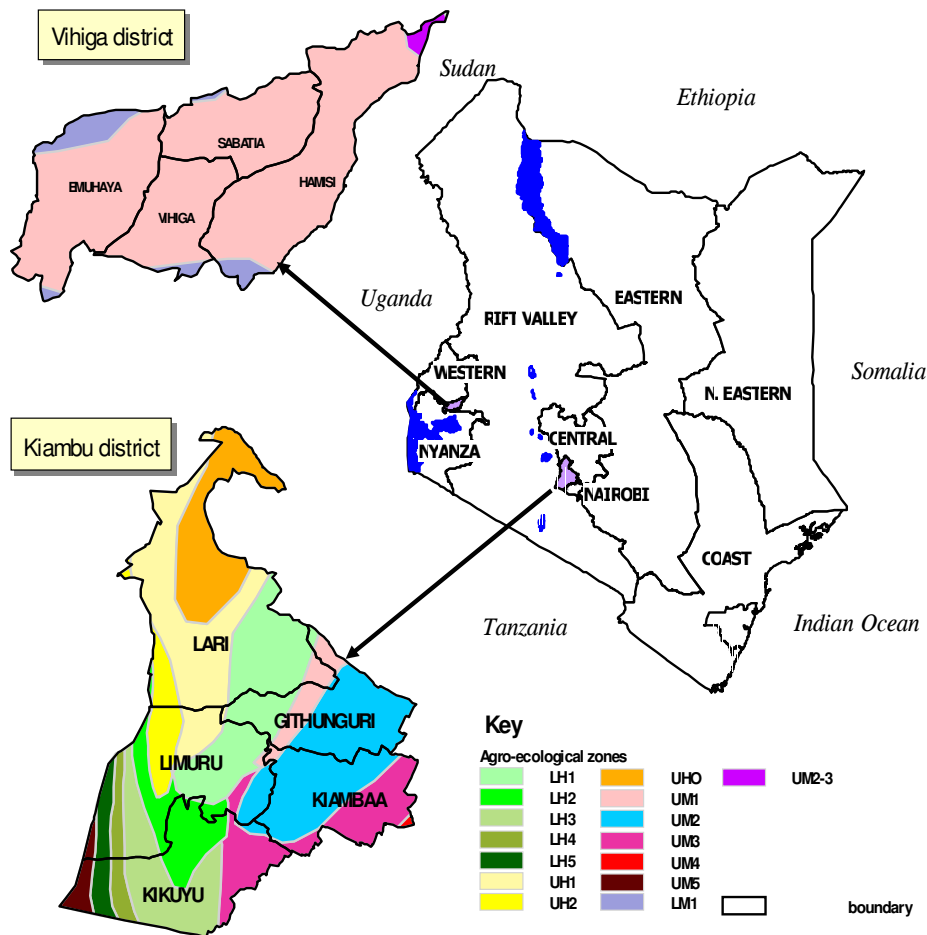 Vihiga district
Sudan
Ethiopia
SABATIA
HAMISI
EMUHAYA
VIHIGA
Uganda
EASTERN
RIFT VALLEY
WESTERN
Somalia
N. EASTERN
Kiambu district
CENTRAL
NYANZA
NAIROBI
COAST
Tanzania
Indian Ocean
LARI
GITHUNGURI
LIMURU
KIAMBAA
KIKUYU
Key
Agro-ecological zones
LH1 UHO UM2-3
LH2 UM1
LH3 UM2
LH4 UM3
LH5 UM4
UH1 UM5
UH2 LM1 boundary